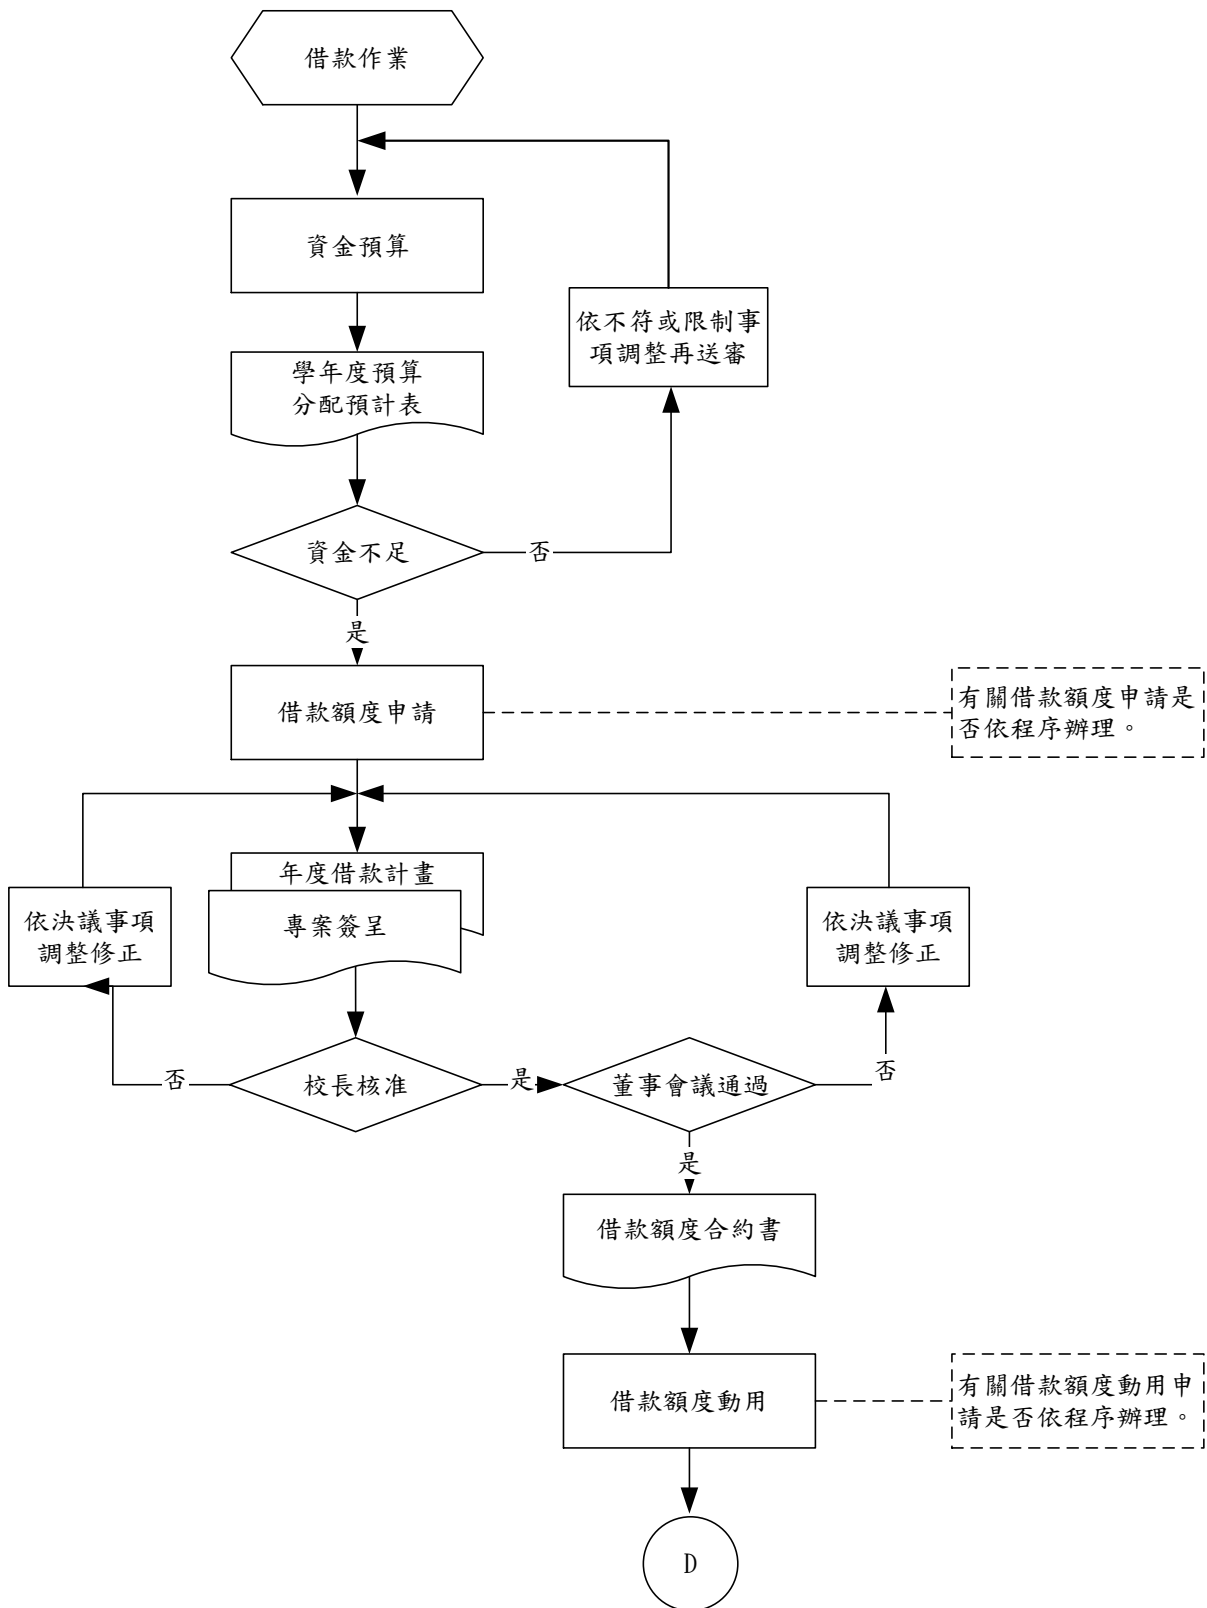 借款作業
資金預算
依不符或限制事
項調整再送審
學年度預算
分配預計表
資金不足
否
是
借款額度申請
有關借款額度申請是
否依程序辦理。
年度借款計畫
專案簽呈
依決議事項
調整修正
依決議事項
調整修正
否
校長核准
是
董事會議通過
否
是
借款額度合約書
借款額度動用
有關借款額度動用申
請是否依程序辦理。
D